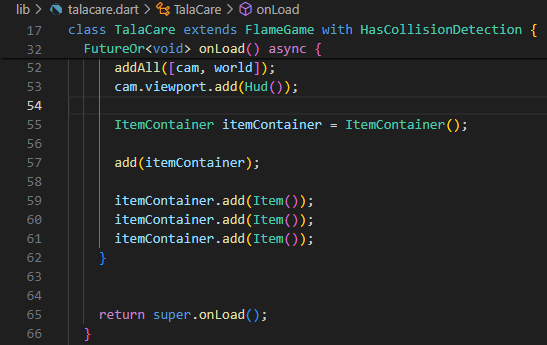 lib > talacare.dart > TalaCare > onLoad
17 class TalaCare extends FlameGame with HasCollisionDetection {
32 FutureOr<void> onLoad() async {
52 addAll([cam, world]);
53 cam.viewport.add(Hud());
54
55 ItemContainer itemContainer = ItemContainer();
56
57 add(itemContainer);
58
59 itemContainer.add(Item());
60 itemContainer.add(Item());
61 itemContainer.add(Item());
62 }
63
64
65 return super.onLoad();
66 }